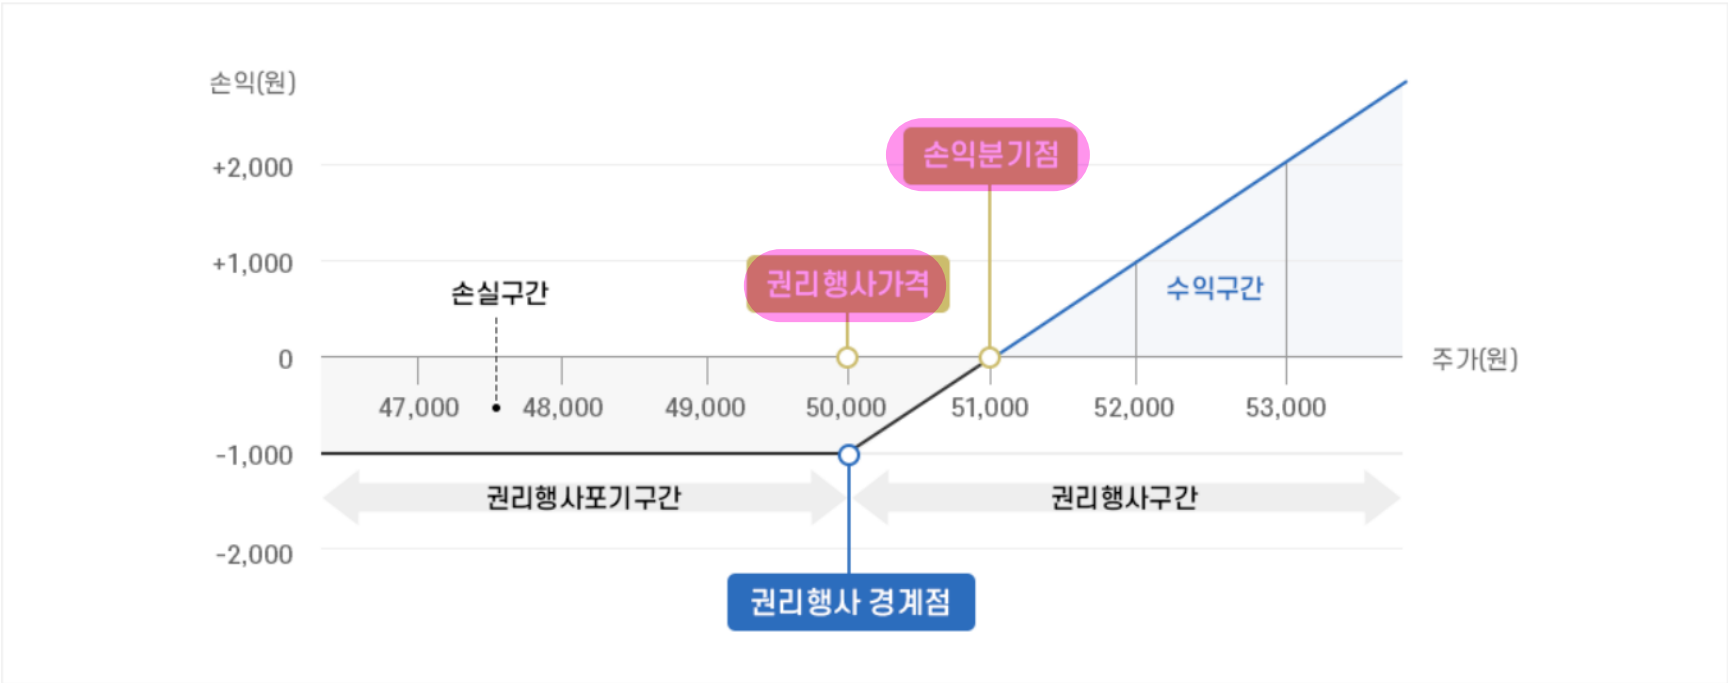 손익(원)
+2,000
손익분기점
+1,000
권리행사가격
손실구간
수익구간
0
주가(원)
47,000
48,000
49,000
50,000
51,000
52,000
53,000
-1,000
권리행사포기구간
권리행사구간
-2,000
권리행사 경계점